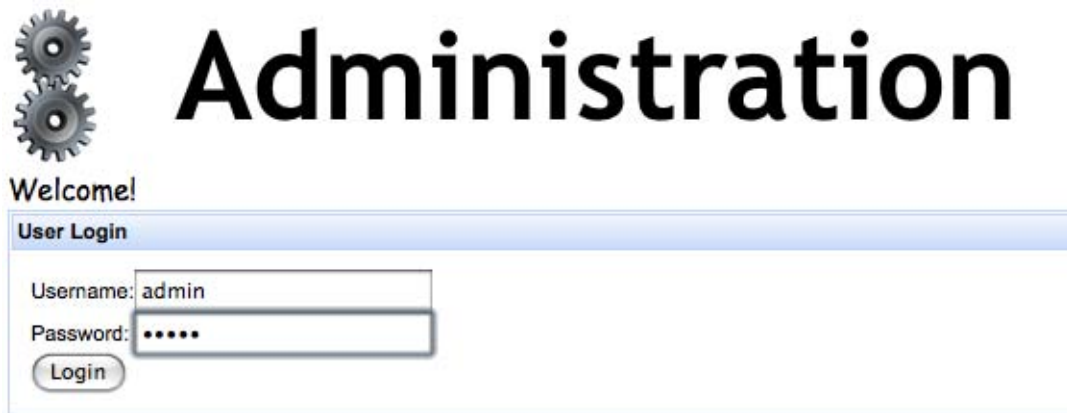 Administration
Welcome!
User Login
Username: admin
Password: •••••
Login